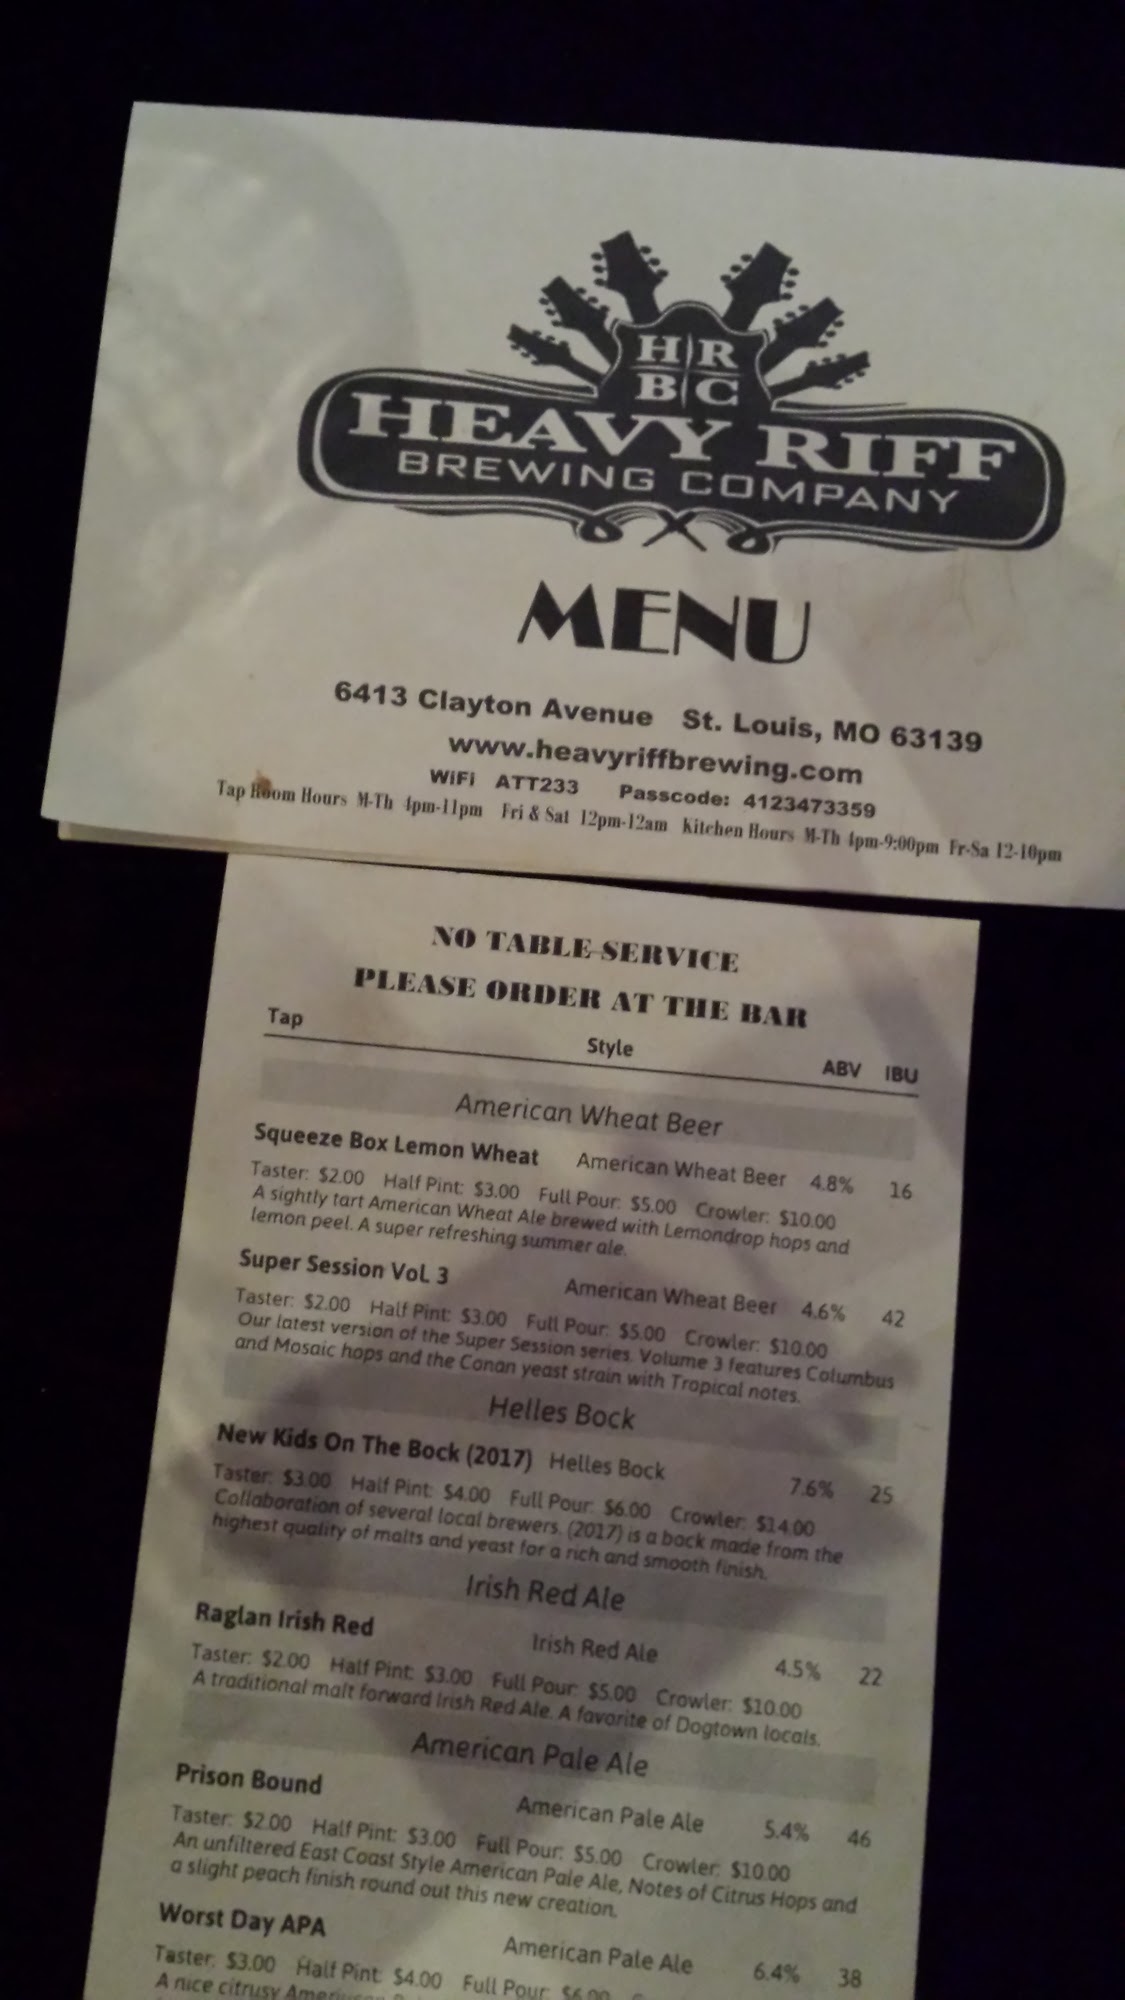 H R
B C
HEAVY RIFF
BREWING COMPANY
MENU
6413 Clayton Avenue St. Louis, MO 63139
www.heavyriffbrewing.com
WiFi ATT233 Passcode: 4123473359
Tap Room Hours M-Th 4pm-11pm Fri & Sat 12pm-12am Kitchen Hours M-Th 4pm-9:00pm Fr-Sa 12-10pm
NO TABLE SERVICE
PLEASE ORDER AT THE BAR
Tap Style ABV IBU
American Wheat Beer
Squeeze Box Lemon Wheat American Wheat Beer 4.8% 16
Taster: $2.00 Half Pint: $3.00 Full Pour: $5.00 Crowler: $10.00
A sightly tart American Wheat Ale brewed with Lemondrop hops and
lemon peel. A super refreshing summer ale.
Super Session Vol. 3 American Wheat Beer 4.6% 42
Taster: $2.00 Half Pint: $3.00 Full Pour: $5.00 Crowler: $10.00
Our latest version of the Super Session series. Volume 3 features Columbus
and Mosaic hops and the Conan yeast strain with Tropical notes.
Helles Bock
New Kids On The Bock (2017) Helles Bock 7.6% 25
Taster: $3.00 Half Pint: $4.00 Full Pour: $6.00 Crowler: $14.00
Collaboration of several local brewers. (2017) is a bock made from the
highest quality of malts and yeast for a rich and smooth finish.
Irish Red Ale
Raglan Irish Red Irish Red Ale 4.5% 22
Taster: $2.00 Half Pint: $3.00 Full Pour: $5.00 Crowler: $10.00
A traditional malt forward Irish Red Ale. A favorite of Dogtown locals.
American Pale Ale
Prison Bound American Pale Ale 5.4% 46
Taster: $2.00 Half Pint: $3.00 Full Pour: $5.00 Crowler: $10.00
An unfiltered East Coast Style American Pale Ale, Notes of Citrus Hops and
a slight peach finish round out this new creation.
Worst Day APA American Pale Ale 6.4% 38
Taster: $3.00 Half Pint: $4.00 Full Pour: $6.00
A nice citrusy